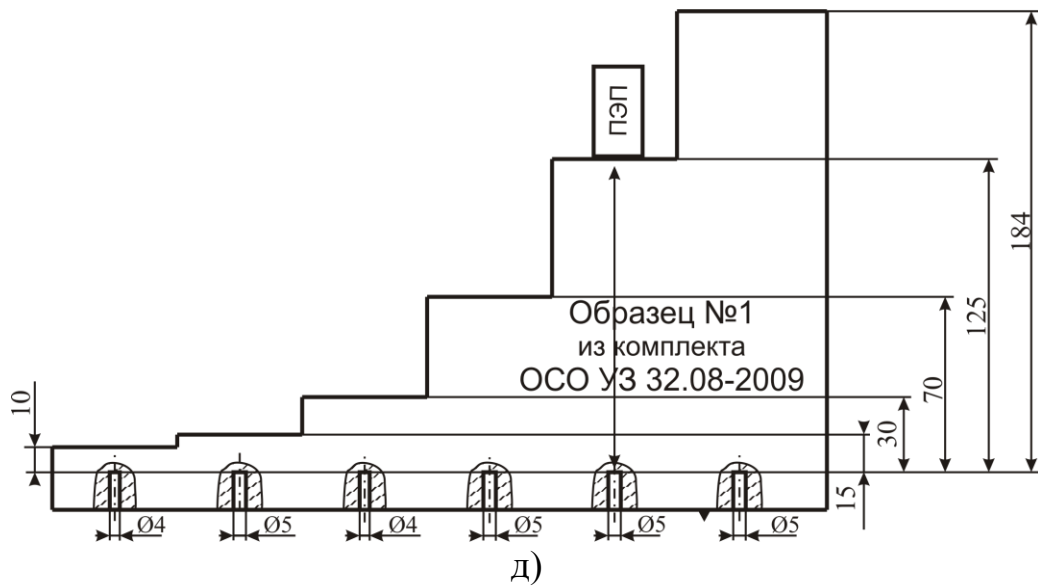 ПЭП
184
125
Образец №1
из комплекта
ОСО УЗ 32.08-2009
70
10
30
15
Ø4
Ø5
Ø4
Ø5
Ø5
Ø5
д)